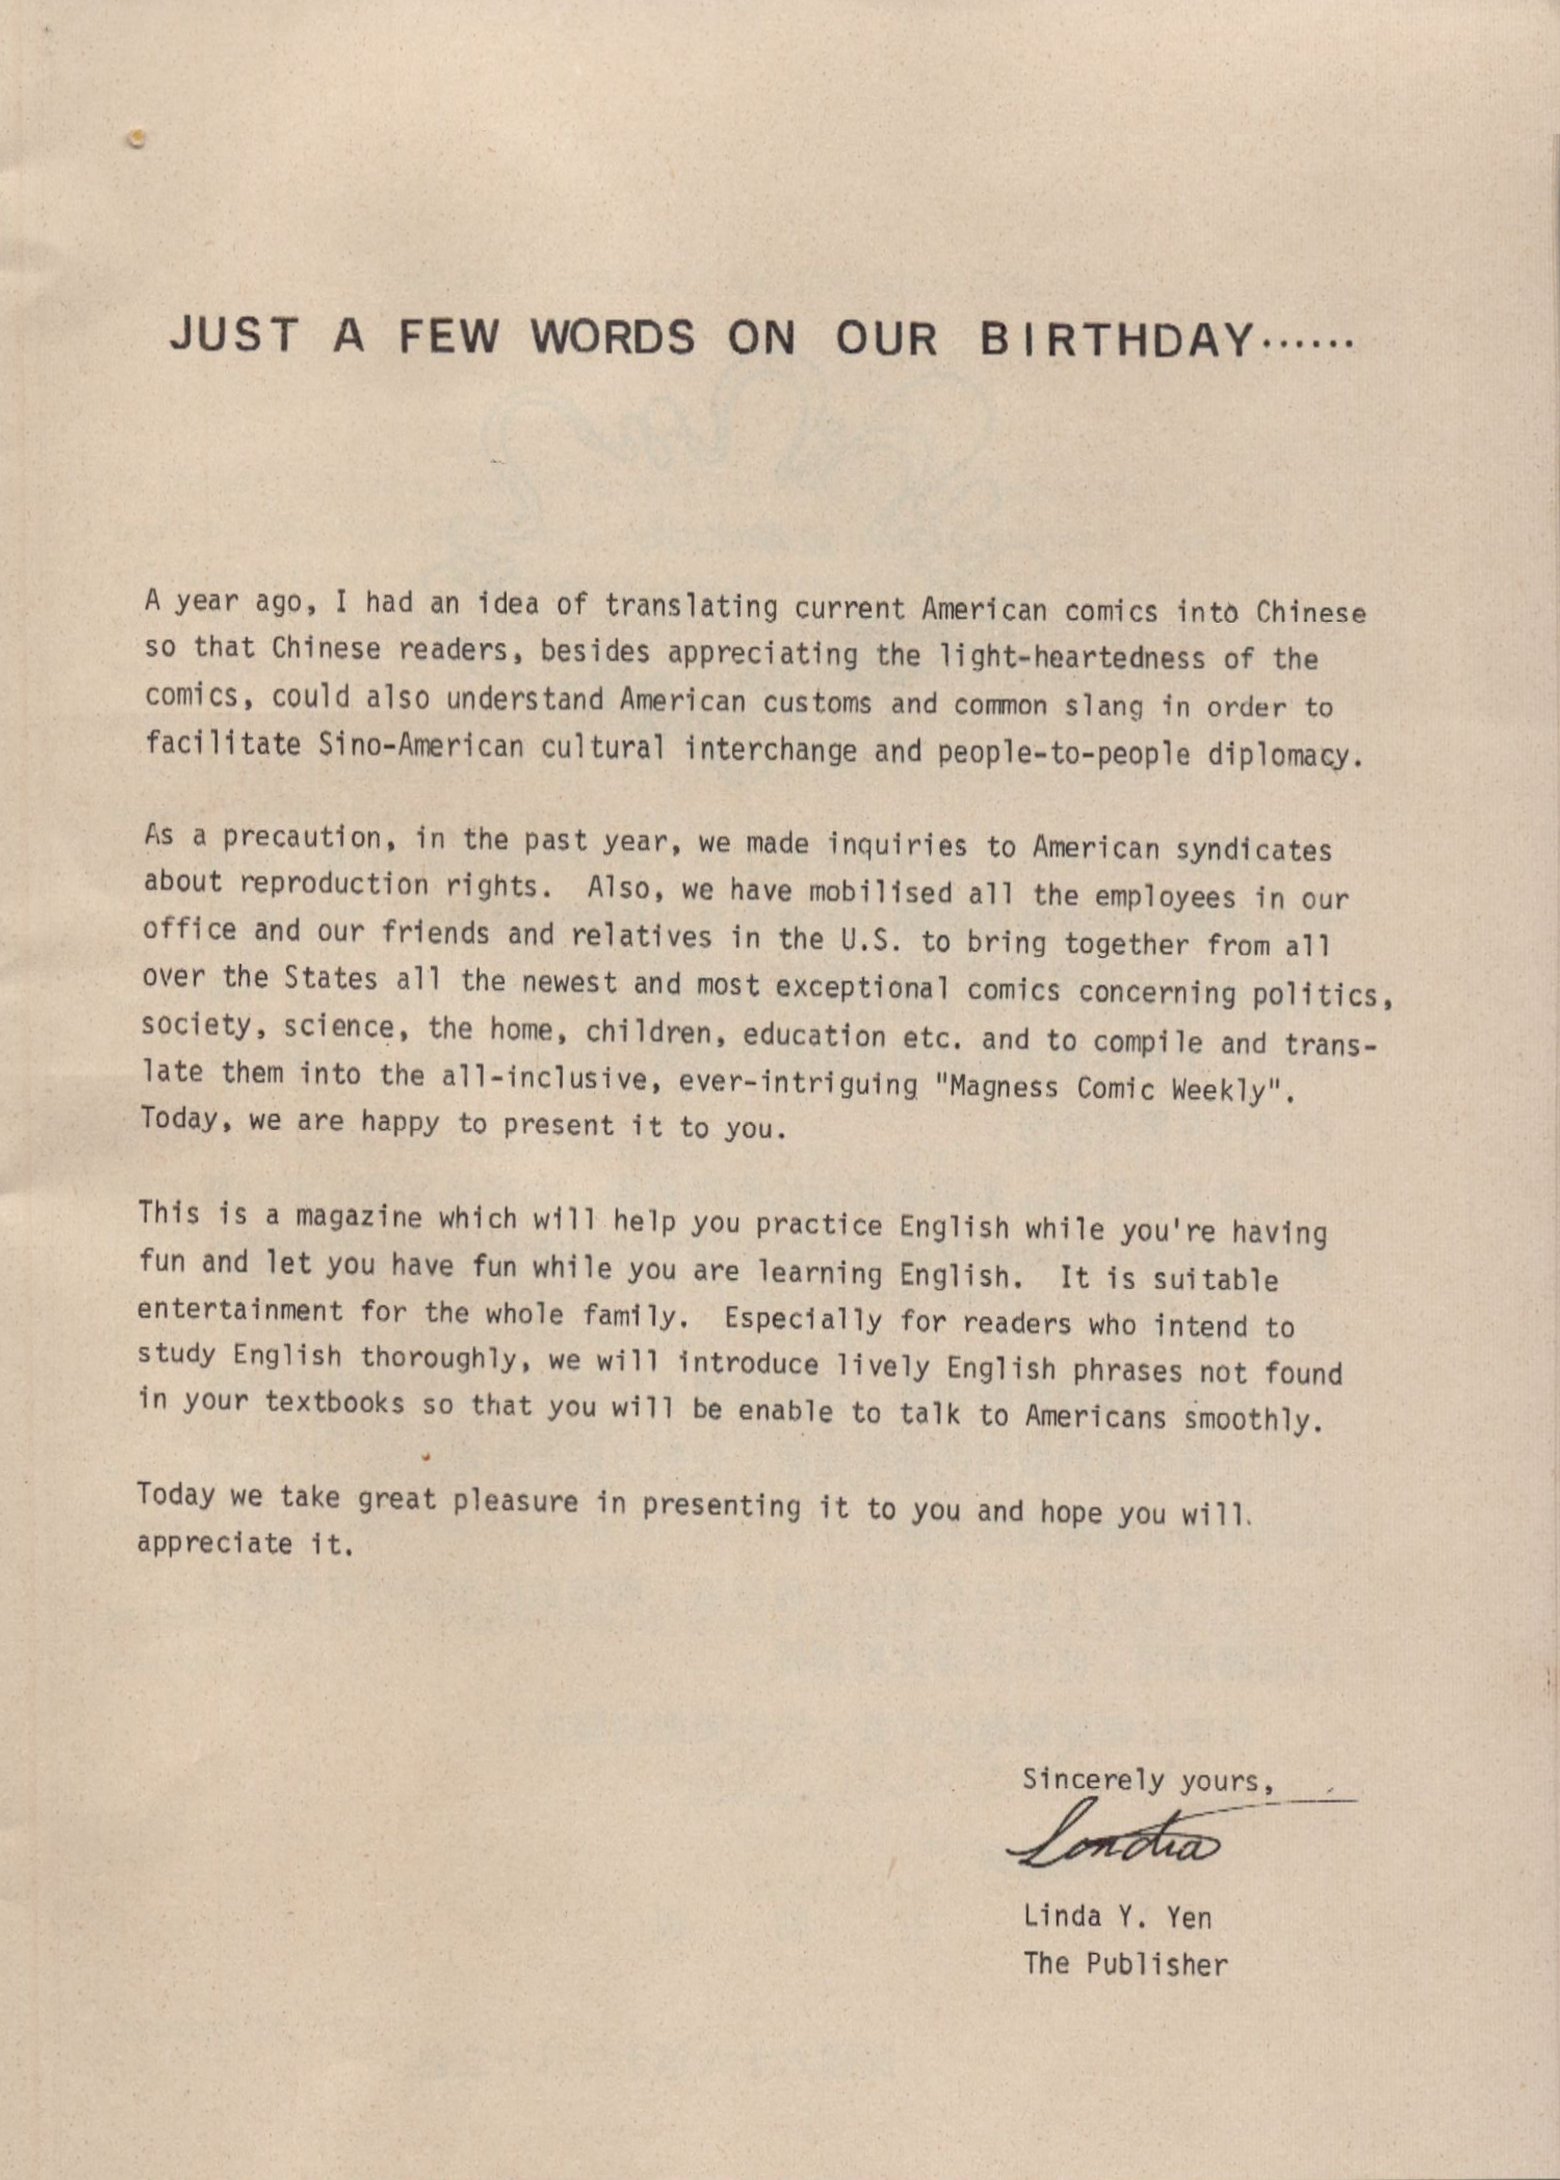 JUST A FEW WORDS ON OUR BIRTHDAY······
A year ago, I had an idea of translating current American comics into Chinese
so that Chinese readers, besides appreciating the light-heartedness of the
comics, could also understand American customs and common slang in order to
facilitate Sino-American cultural interchange and people-to-people diplomacy.
As a precaution, in the past year, we made inquiries to American syndicates
about reproduction rights.  Also, we have mobilised all the employees in our
office and our friends and relatives in the U.S. to bring together from all
over the States all the newest and most exceptional comics concerning politics,
society, science, the home, children, education etc. and to compile and trans-
late them into the all-inclusive, ever-intriguing "Magness Comic Weekly".
Today, we are happy to present it to you.
This is a magazine which will help you practice English while you're having
fun and let you have fun while you are learning English.  It is suitable
entertainment for the whole family.  Especially for readers who intend to
study English thoroughly, we will introduce lively English phrases not found
in your textbooks so that you will be enable to talk to Americans smoothly.
Today we take great pleasure in presenting it to you and hope you will.
appreciate it.
Sincerely yours,
Linda Y. Yen
The Publisher